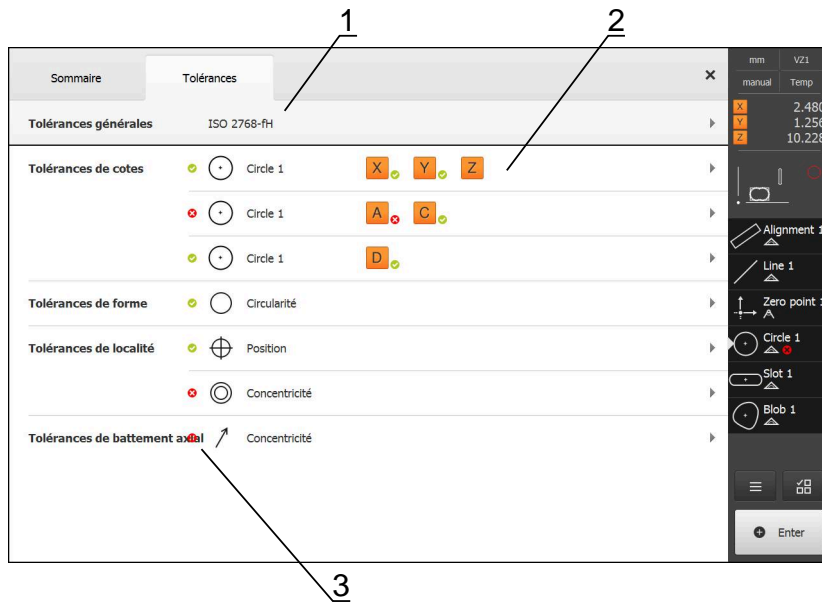 1
2
Sommaire
Tolérances
×
Tolérances générales ISO 2768-fH
Tolérances de cotes Circle 1 X Y Z
Circle 1 A C
Circle 1 D
Tolérances de forme Circularité
Tolérances de localité Position
Concentricité
Tolérances de battement axial Concentricité
3
mm VZ1
manual Temp
X 2.480
Y 1.256
Z 10.228
Alignment 1
Line 1
Zero point 1
Circle 1
Slot 1
Blob 1
Enter